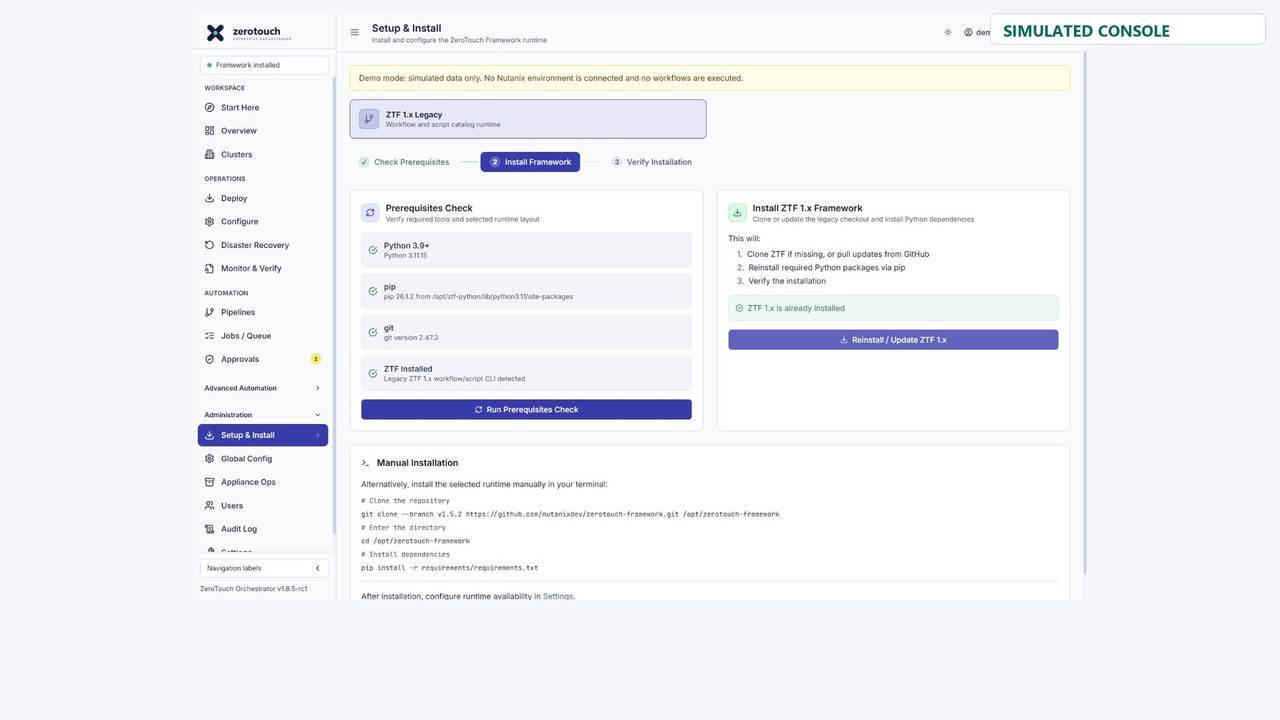 zerotouch
ENTERPRISE ORCHESTRATOR
Framework installed
WORKSPACE
Start Here
Overview
Clusters
OPERATIONS
Deploy
Configure
Disaster Recovery
Monitor & Verify
AUTOMATION
Pipelines
Jobs / Queue
Approvals
2
Advanced Automation
Administration
Setup & Install
Global Config
Appliance Ops
Users
Audit Log
Settings
Navigation labels
ZeroTouch Orchestrator v1.8.5-rc1
Setup & Install
Install and configure the ZeroTouch Framework runtime
dem
SIMULATED CONSOLE
Demo mode: simulated data only. No Nutanix environment is connected and no workflows are executed.
ZTF 1.x Legacy
Workflow and script catalog runtime
Check Prerequisites
2 Install Framework
3 Verify Installation
Prerequisites Check
Verify required tools and selected runtime layout
Python 3.9+
Python 3.11.15
pip
pip 26.1.2 from /opt/ztf-python/lib/python3.11/site-packages
git
git version 2.47.3
ZTF Installed
Legacy ZTF 1.x workflow/script CLI detected
Run Prerequisites Check
Install ZTF 1.x Framework
Clone or update the legacy checkout and install Python dependencies
This will:
1. Clone ZTF if missing, or pull updates from GitHub
2. Reinstall required Python packages via pip
3. Verify the installation
ZTF 1.x is already installed
Reinstall / Update ZTF 1.x
Manual Installation
Alternatively, install the selected runtime manually in your terminal:
# Clone the repository
git clone --branch v1.5.2 https://github.com/nutanixdev/zerotouch-framework.git /opt/zerotouch-framework
# Enter the directory
cd /opt/zerotouch-framework
# Install dependencies
pip install -r requirements/requirements.txt
After installation, configure runtime availability in Settings.